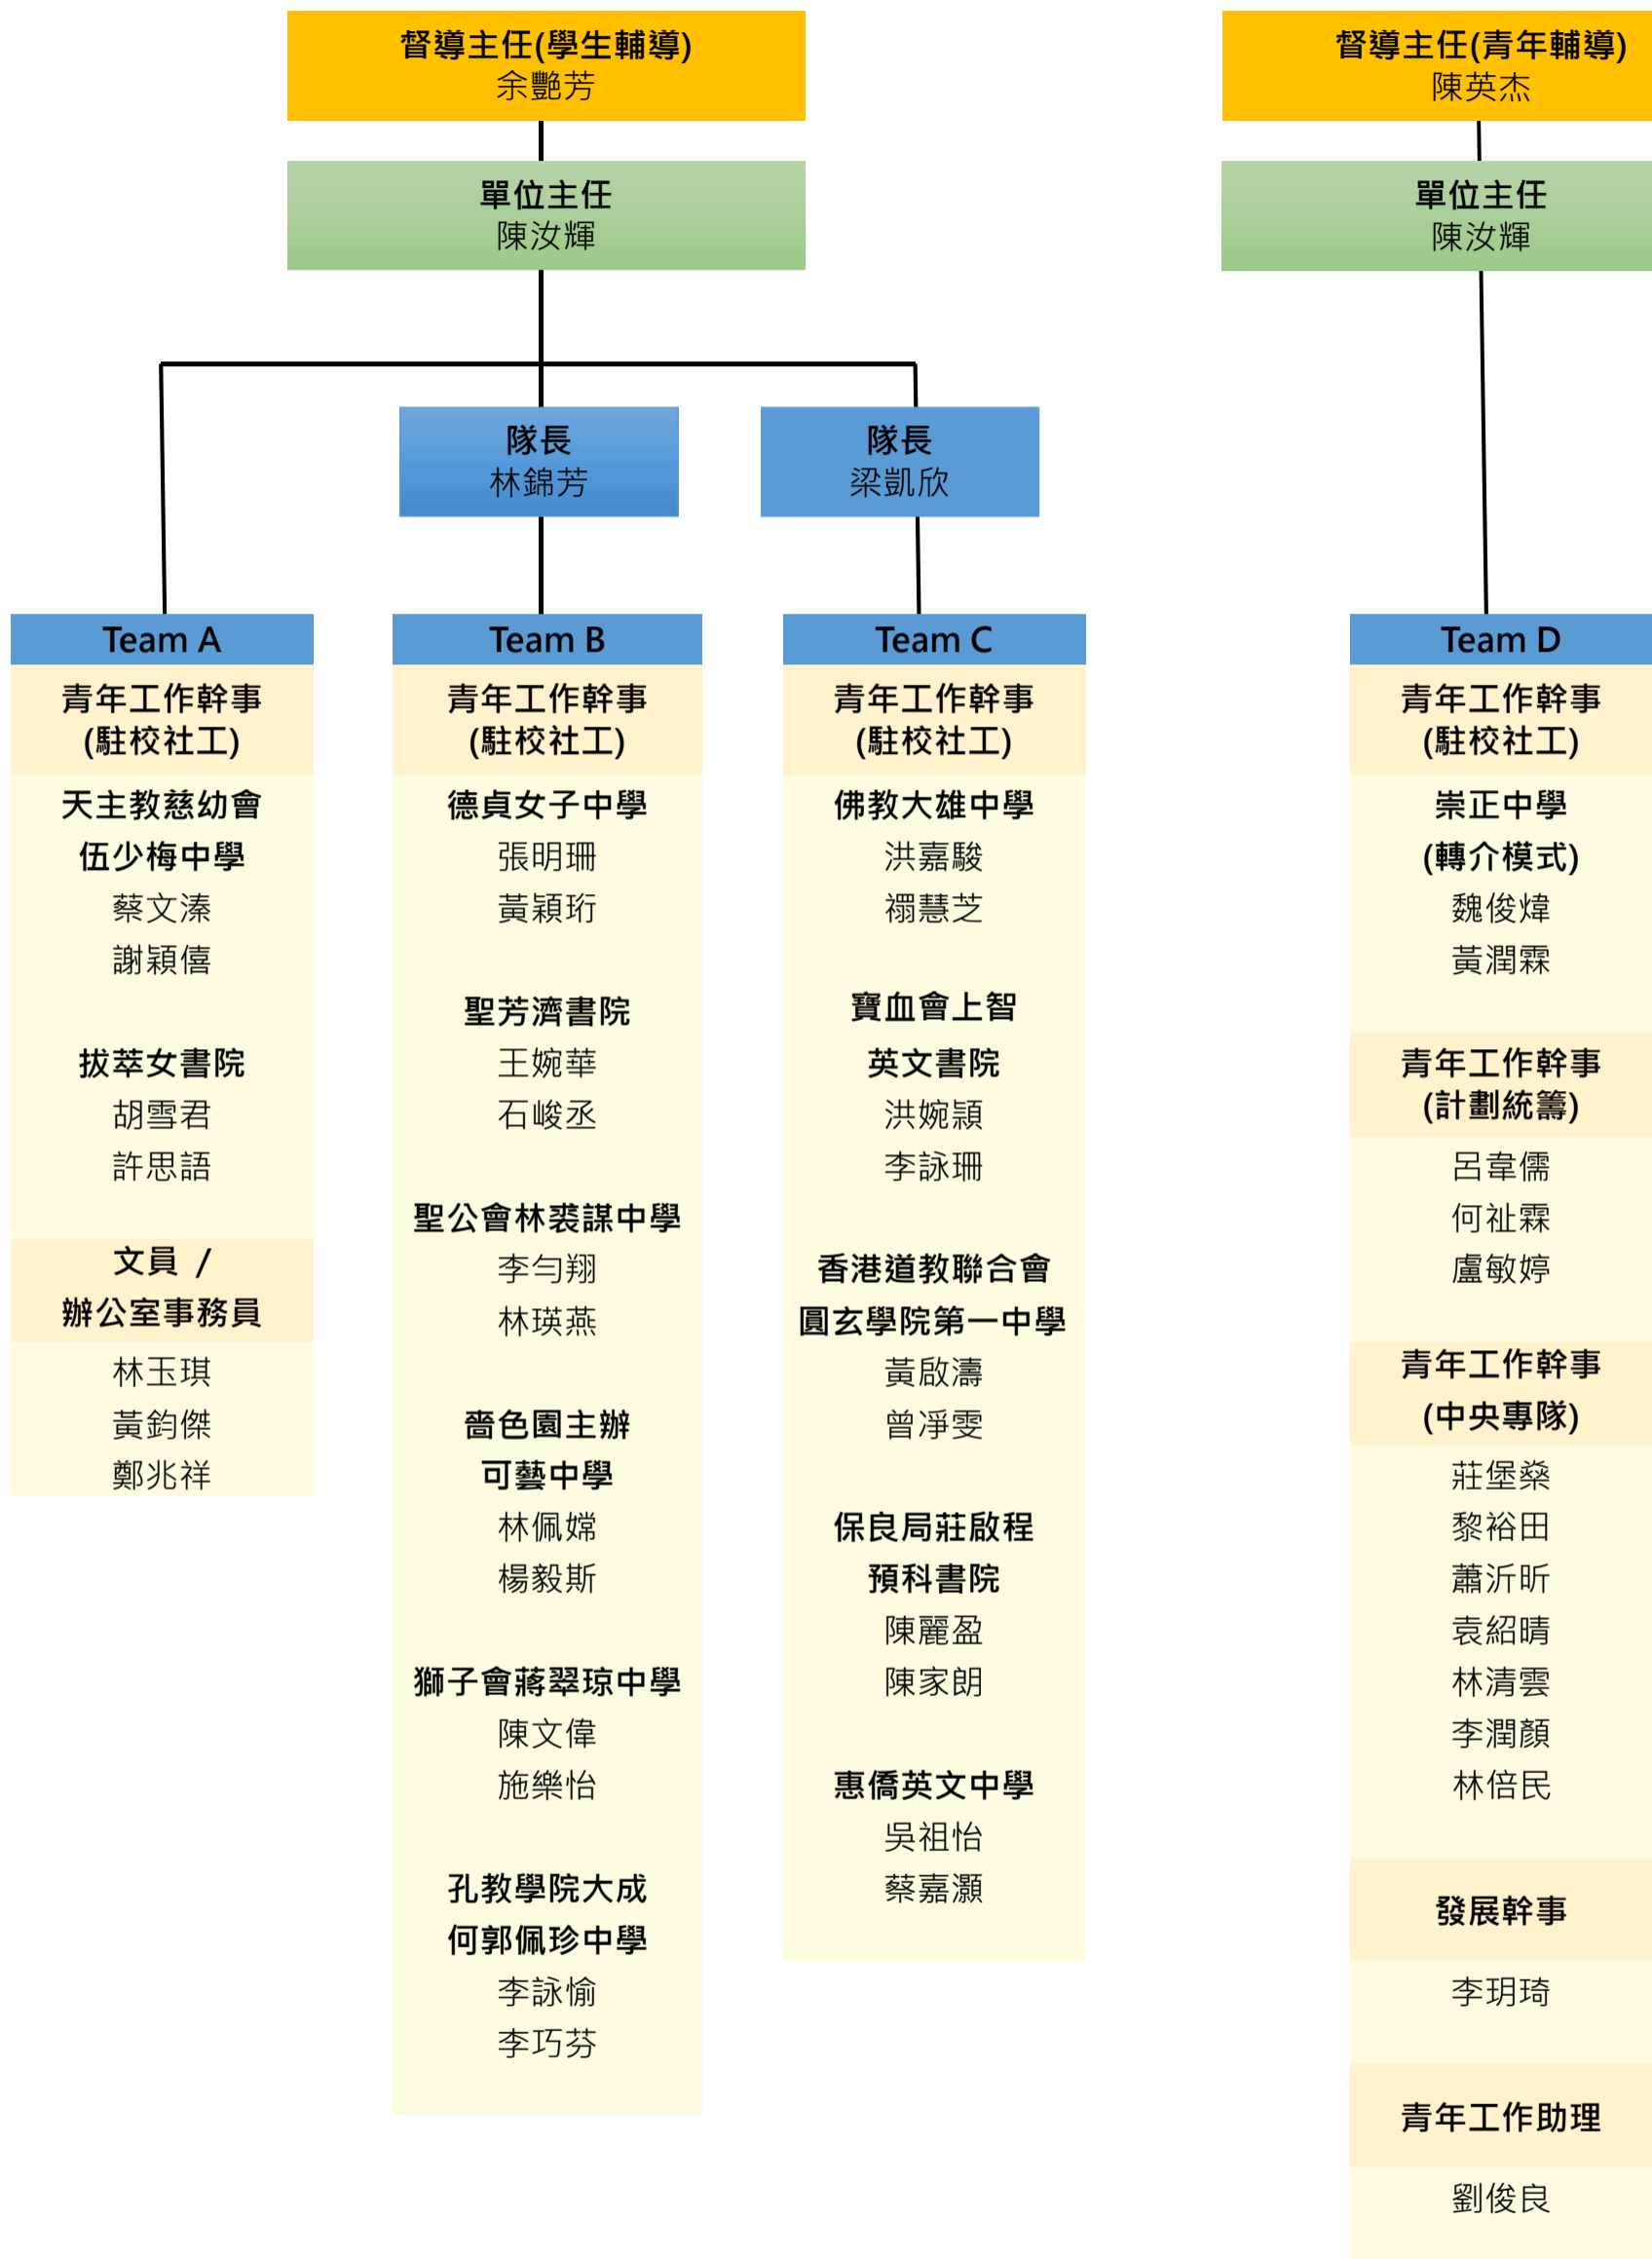 督導主任(學生輔導)
余艷芳
單位主任
陳汝輝
隊長
林錦芳
隊長
梁凱欣
Team A
青年工作幹事
(駐校社工)
天主教慈幼會
伍少梅中學
蔡文溱
謝穎僖
拔萃女書院
胡雪君
許思語
文員 /
辦公室事務員
林玉琪
黃鈞傑
鄭兆祥
Team B
青年工作幹事
(駐校社工)
德貞女子中學
張明珊
黃穎珩
聖芳濟書院
王婉華
石峻丞
聖公會林裘謀中學
李勻翔
林瑛燕
嗇色園主辦
可藝中學
林佩嫦
楊毅斯
獅子會蔣翠琼中學
陳文偉
施樂怡
孔教學院大成
何郭佩珍中學
李詠愉
李巧芬
Team C
青年工作幹事
(駐校社工)
佛教大雄中學
洪嘉駿
禤慧芝
寶血會上智
英文書院
洪婉頴
李詠珊
香港道教聯合會
圓玄學院第一中學
黃啟濤
曾凈雯
保良局莊啟程
預科書院
陳麗盈
陳家朗
惠僑英文中學
吳祖怡
蔡嘉灝
督導主任(青年輔導)
陳英杰
單位主任
陳汝輝
Team D
青年工作幹事
(駐校社工)
崇正中學
(轉介模式)
魏俊煒
黃潤霖
青年工作幹事
(計劃統籌)
呂韋儒
何祉霖
盧敏婷
青年工作幹事
(中央專隊)
莊堡燊
黎裕田
蕭沂昕
袁紹晴
林清雲
李潤顏
林倍民
發展幹事
李玥琦
青年工作助理
劉俊良